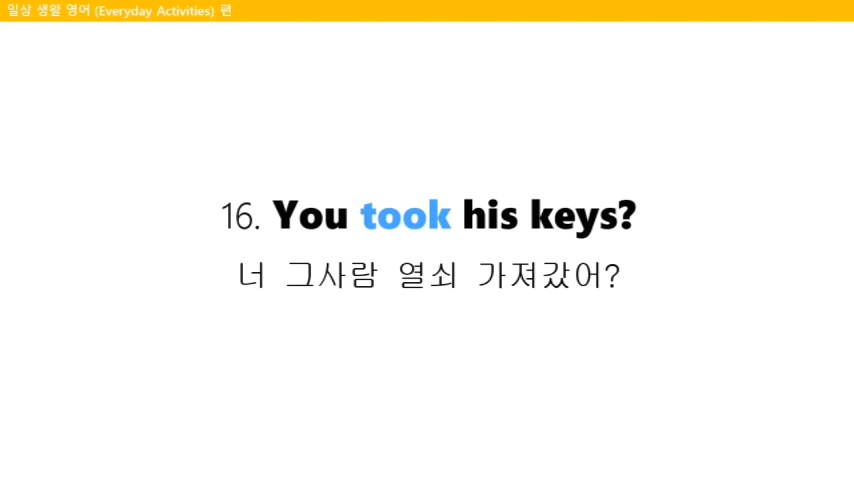 일상 생활 영어 (Everyday Activities) 편
16. You took his keys?
너 그사람 열쇠 가져갔어?